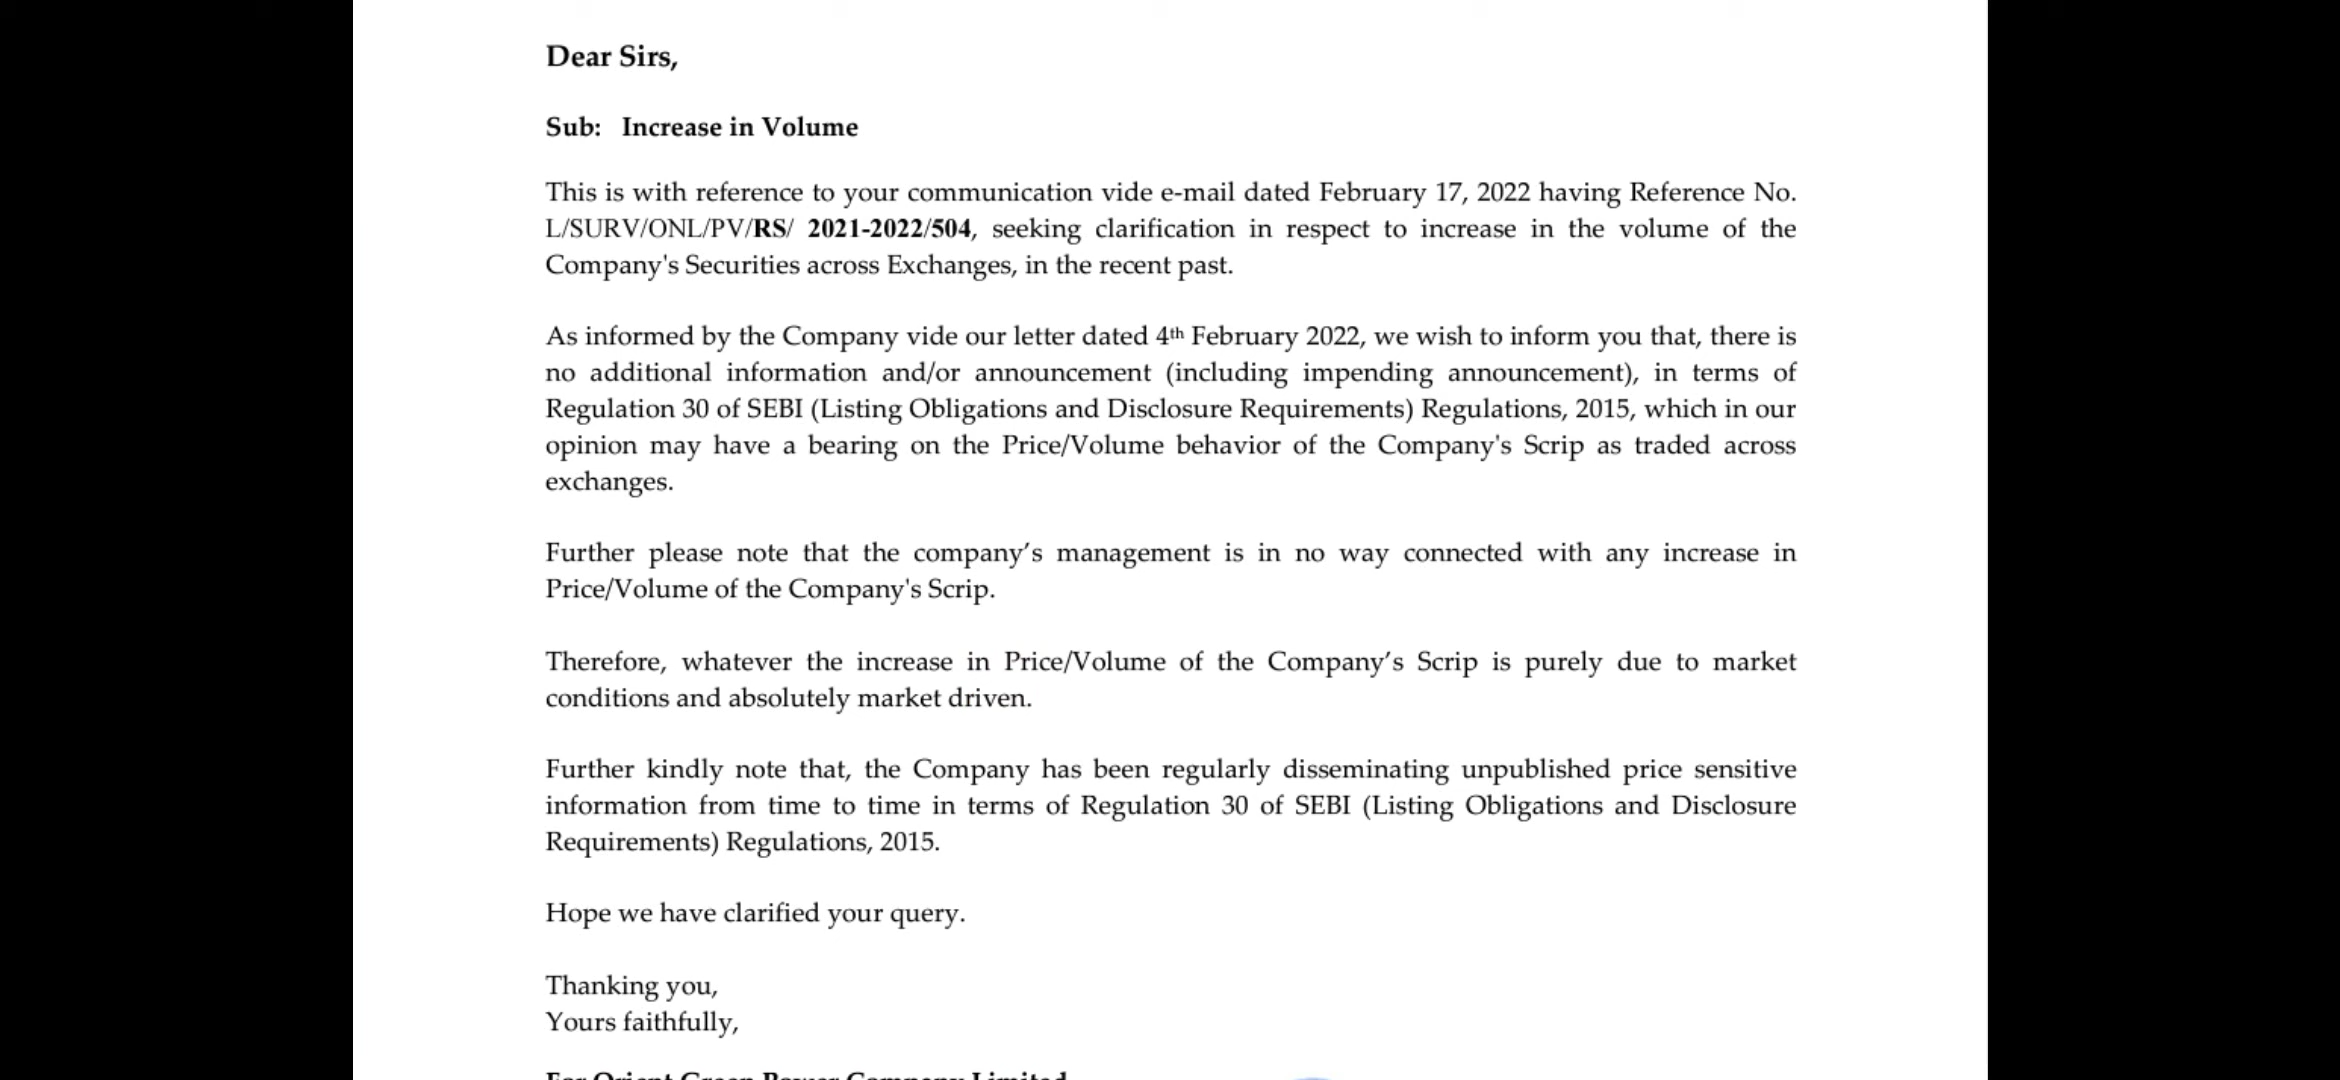 Dear Sirs,
Sub: Increase in Volume
This is with reference to your communication vide e-mail dated February 17, 2022 having Reference No.
L/SURV/ONL/PV/RS/ 2021-2022/504, seeking clarification in respect to increase in the volume of the
Company's Securities across Exchanges, in the recent past.
As informed by the Company vide our letter dated 4th February 2022, we wish to inform you that, there is
no additional information and/or announcement (including impending announcement), in terms of
Regulation 30 of SEBI (Listing Obligations and Disclosure Requirements) Regulations, 2015, which in our
opinion may have a bearing on the Price/Volume behavior of the Company's Scrip as traded across
exchanges.
Further please note that the company’s management is in no way connected with any increase in
Price/Volume of the Company's Scrip.
Therefore, whatever the increase in Price/Volume of the Company’s Scrip is purely due to market
conditions and absolutely market driven.
Further kindly note that, the Company has been regularly disseminating unpublished price sensitive
information from time to time in terms of Regulation 30 of SEBI (Listing Obligations and Disclosure
Requirements) Regulations, 2015.
Hope we have clarified your query.
Thanking you,
Yours faithfully,
For Orient Green Power Company Limited